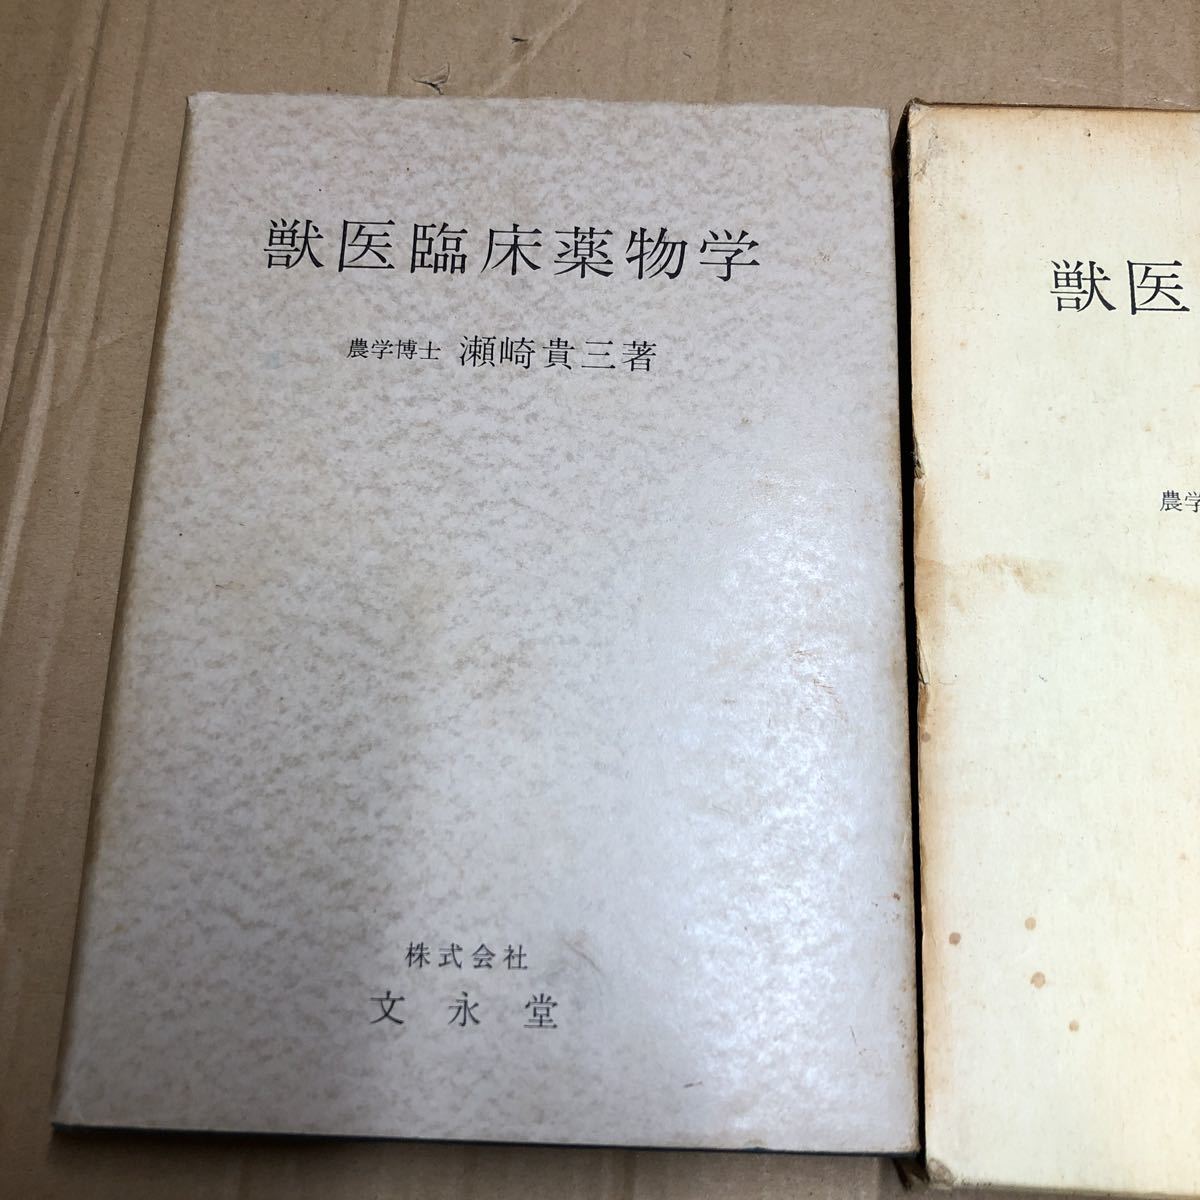 獣医臨床薬物学
農学博士 瀬崎貴三著
株式会社
文永堂
獣医
農学